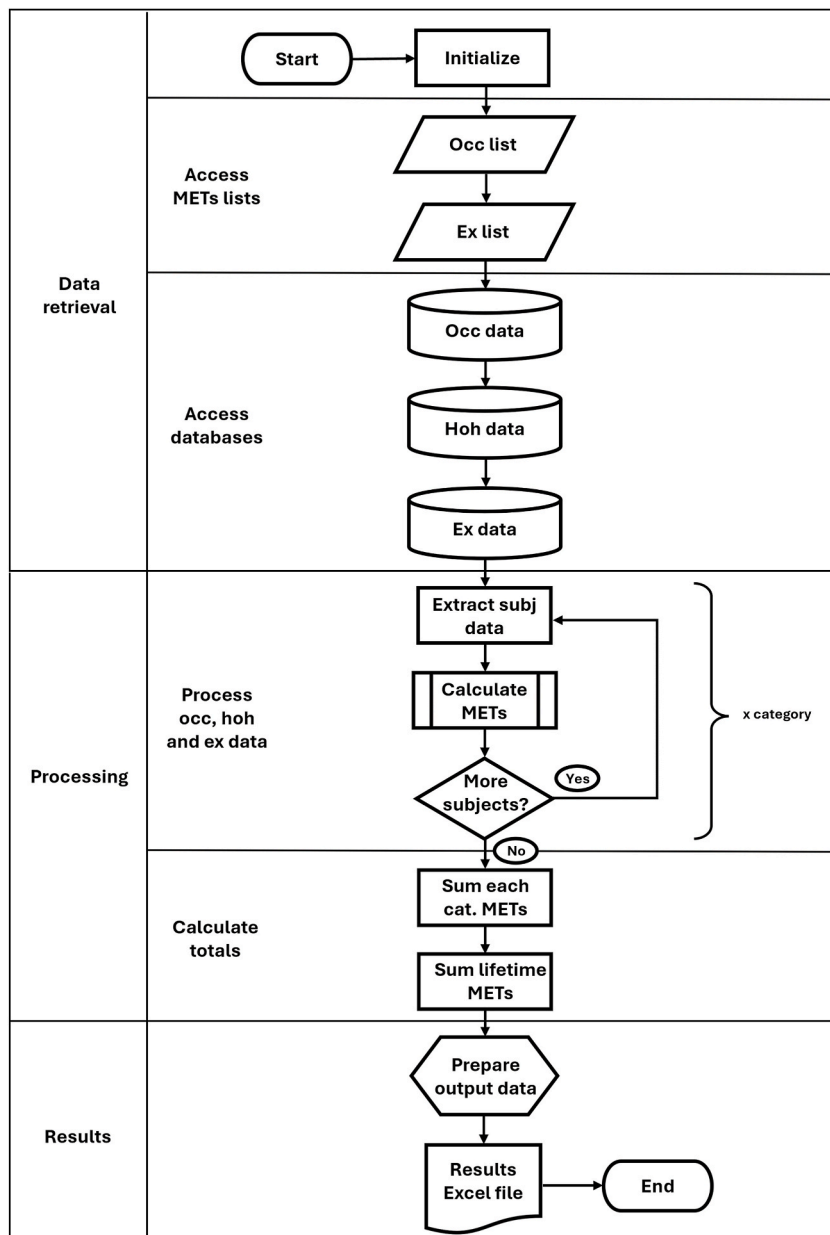 Start
Initialize
Access
METs lists
Occ list
Ex list
Data
retrieval
Access
databases
Occ data
Hoh data
Ex data
Processing
Process
occ, hoh
and ex data
Extract subj
data
Calculate
METs
More
subjects?
Yes
x category
No
Calculate
totals
Sum each
cat. METs
Sum lifetime
METs
Results
Prepare
output data
Results
Excel file
End